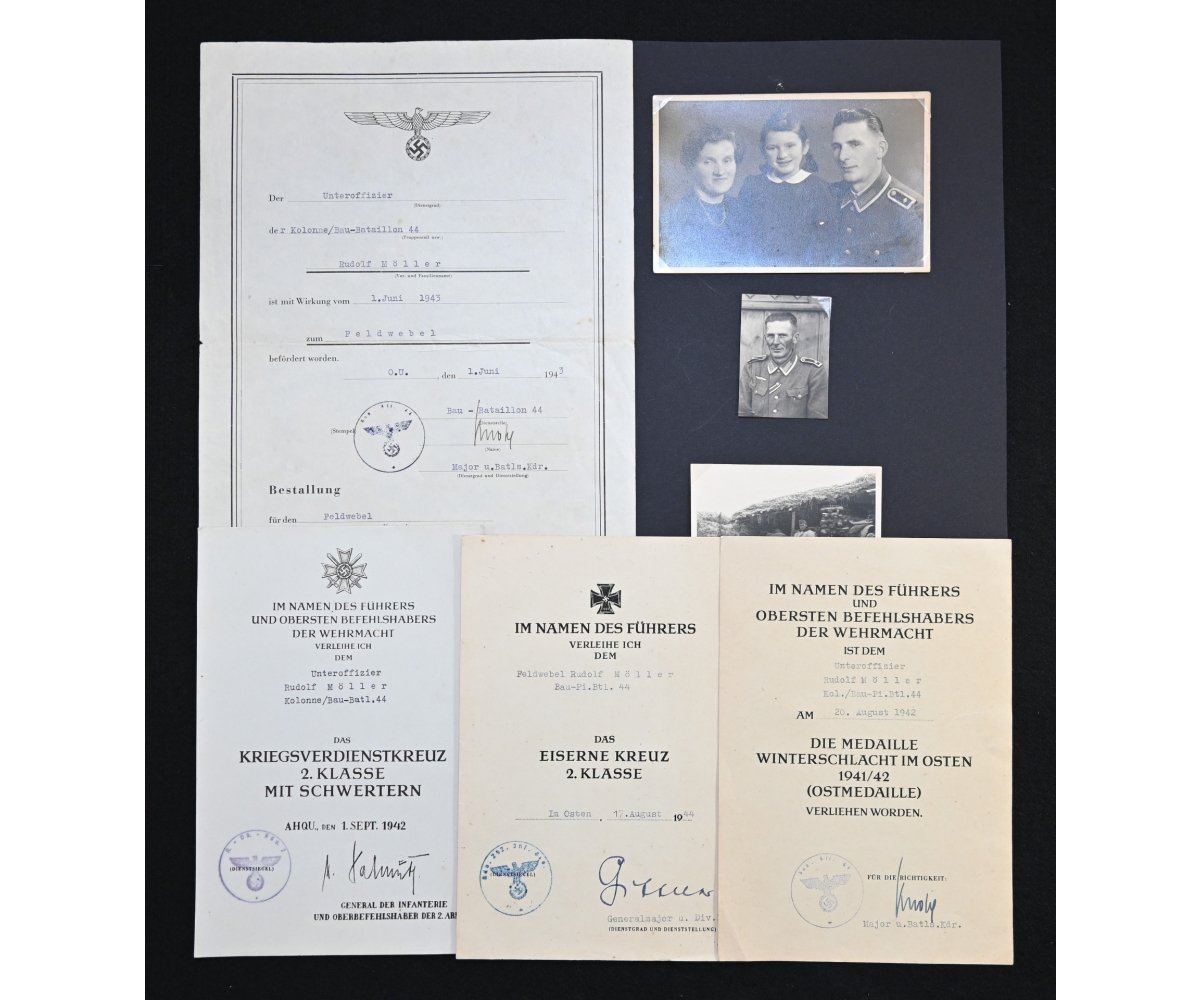 Der Unteroffizier
(Dienstgrad)
der Kolonne/Bau-Bataillon 44
(Truppenteil usw.)
Rudolf Möller
(Vor- und Familienname)
ist mit Wirkung vom 1.Juni 1943
zum Feldwebel
befördert worden.
O.U. , den 1.Juni 1943
Bau - Bataillon 44
(Stempel) (Dienststelle)
(Name)
Major u.Batls.Kdr.
(Dienstgrad und Dienststellung)
Bestallung
für den Feldwebel
IM NAMEN DES FÜHRERS
UND OBERSTEN BEFEHLSHABERS
DER WEHRMACHT
VERLEIHE ICH
DEM
Unteroffizier
Rudolf Möller
Kolonne/Bau-Batl.44
DAS
KRIEGSVERDIENSTKREUZ
2. KLASSE
MIT SCHWERTERN
AHQU., DEN 1. SEPT. 1942
(DIENSTSIEGEL)
GENERAL DER INFANTERIE
UND OBERBEFEHLSHABER DER 2. AR
IM NAMEN DES FÜHRERS
VERLEIHE ICH
DEM
Feldwebel Rudolf Möller
Bau-Pi.Btl. 44
DAS
EISERNE KREUZ
2. KLASSE
Im Osten , 17.August 1944
(DIENSTSIEGEL)
Generalmajor u. Div.
(DIENSTGRAD UND DIENSTSTELLUNG)
IM NAMEN DES FÜHRERS
UND
OBERSTEN BEFEHLSHABERS
DER WEHRMACHT
IST DEM
Unteroffizier
Rudolf Möller
Kol./Bau-Pi.Btl.44
AM 20. August 1942
DIE MEDAILLE
WINTERSCHLACHT IM OSTEN
1941/42
(OSTMEDAILLE)
VERLIEHEN WORDEN.
FÜR DIE RICHTIGKEIT:
(DIENSTSIEGEL)
Major u.Batls.Kdr.